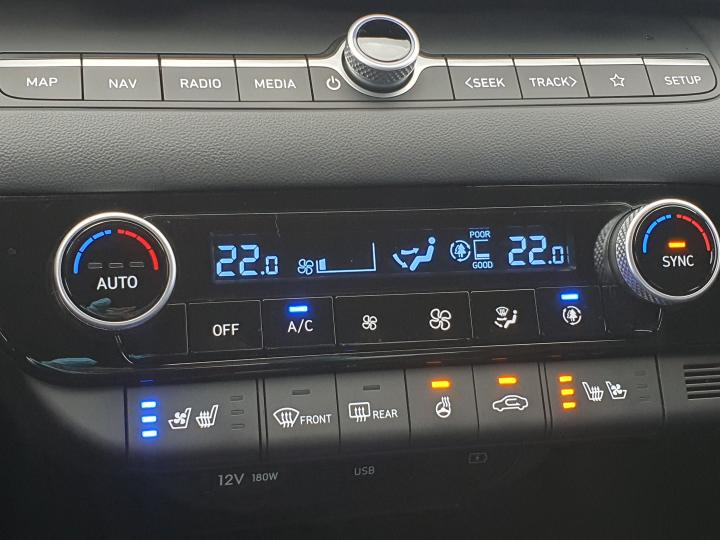 MAP NAV RADIO MEDIA <SEEK TRACK> SETUP
22.0 POOR GOOD 22.0
AUTO SYNC
OFF A/C
FRONT REAR
12V 180W USB